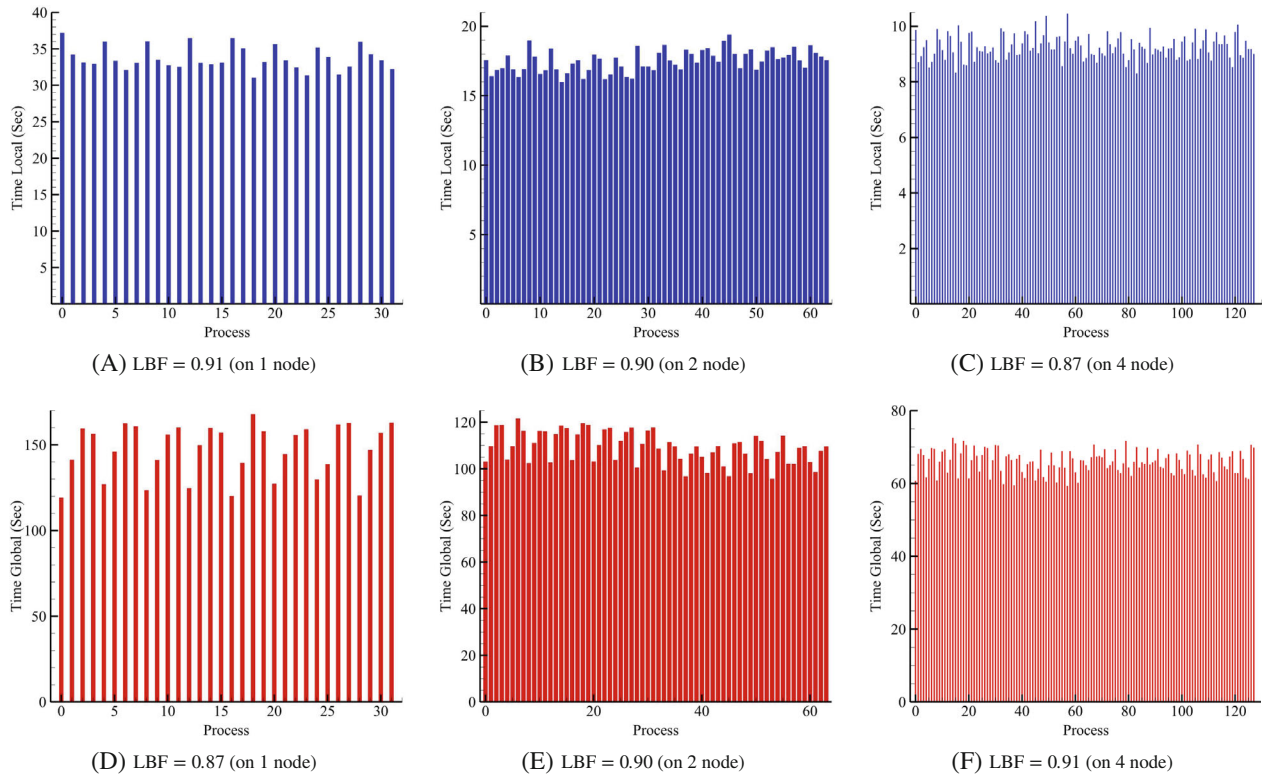 40
35
30
25
20
15
10
5
Time Local (Sec)
0 5 10 15 20 25 30
Process
(A) LBF = 0.91 (on 1 node)
20
15
10
5
Time Local (Sec)
0 10 20 30 40 50 60
Process
(B) LBF = 0.90 (on 2 node)
10
8
6
4
2
Time Local (Sec)
0 20 40 60 80 100 120
Process
(C) LBF = 0.87 (on 4 node)
150
100
50
0
Time Global (Sec)
0 5 10 15 20 25 30
Process
(D) LBF = 0.87 (on 1 node)
120
100
80
60
40
20
0
Time Global (Sec)
0 20 40 60
Process
(E) LBF = 0.90 (on 2 node)
80
60
40
20
0
Time Global (Sec)
0 20 40 60 80 100 120
Process
(F) LBF = 0.91 (on 4 node)